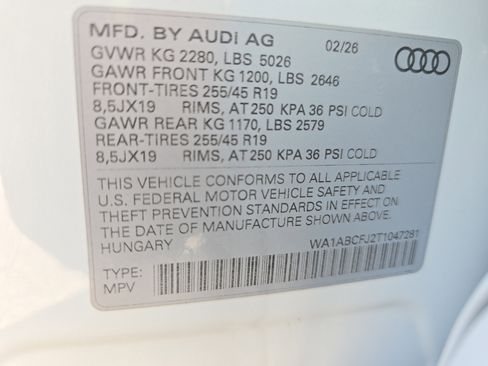 MFD. BY AUDI AG 02/26
GVWR KG 2280, LBS 5026
GAWR FRONT KG 1200, LBS 2646
FRONT-TIRES 255/45 R19
8,5JX19 RIMS, AT 250 KPA 36 PSI COLD
GAWR REAR KG 1170, LBS 2579
REAR-TIRES 255/45 R19
8,5JX19 RIMS, AT 250 KPA 36 PSI COLD
THIS VEHICLE CONFORMS TO ALL APPLICABLE
U.S. FEDERAL MOTOR VEHICLE SAFETY AND
THEFT PREVENTION STANDARDS IN EFFECT ON
THE DATE OF MANUFACTURE SHOWN ABOVE.
HUNGARY WA1ABCFJ2T1047281
TYPE:
MPV